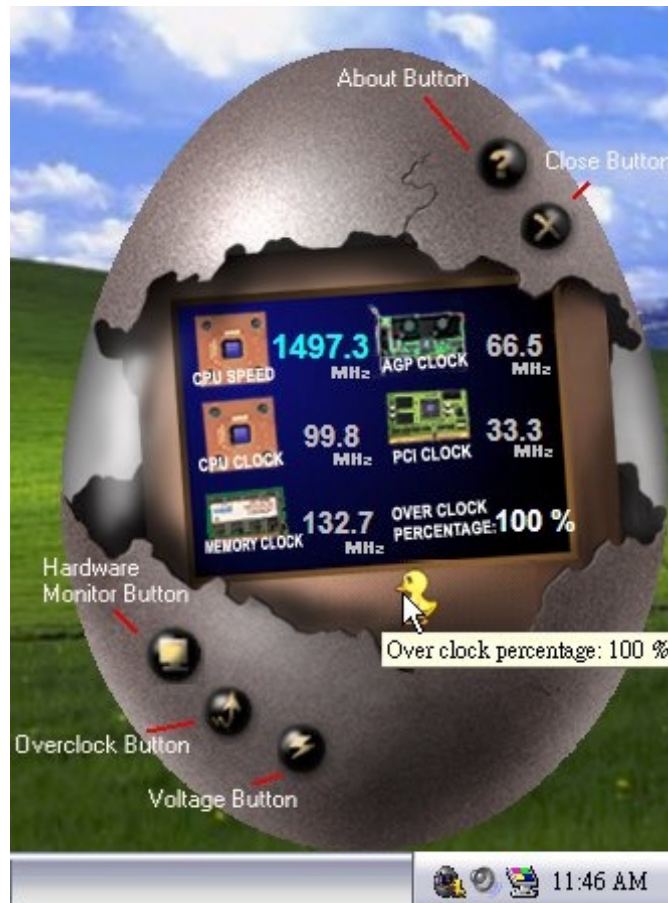 About Button
Close Button
1497.3
MHz
CPU SPEED
66.5
MHz
AGP CLOCK
99.8
MHz
CPU CLOCK
33.3
MHz
PCI CLOCK
132.7
MHz
MEMORY CLOCK
OVER CLOCK
PERCENTAGE:100 %
Hardware
Monitor Button
Over clock percentage: 100 %
Overclock Button
Voltage Button
11:46 AM